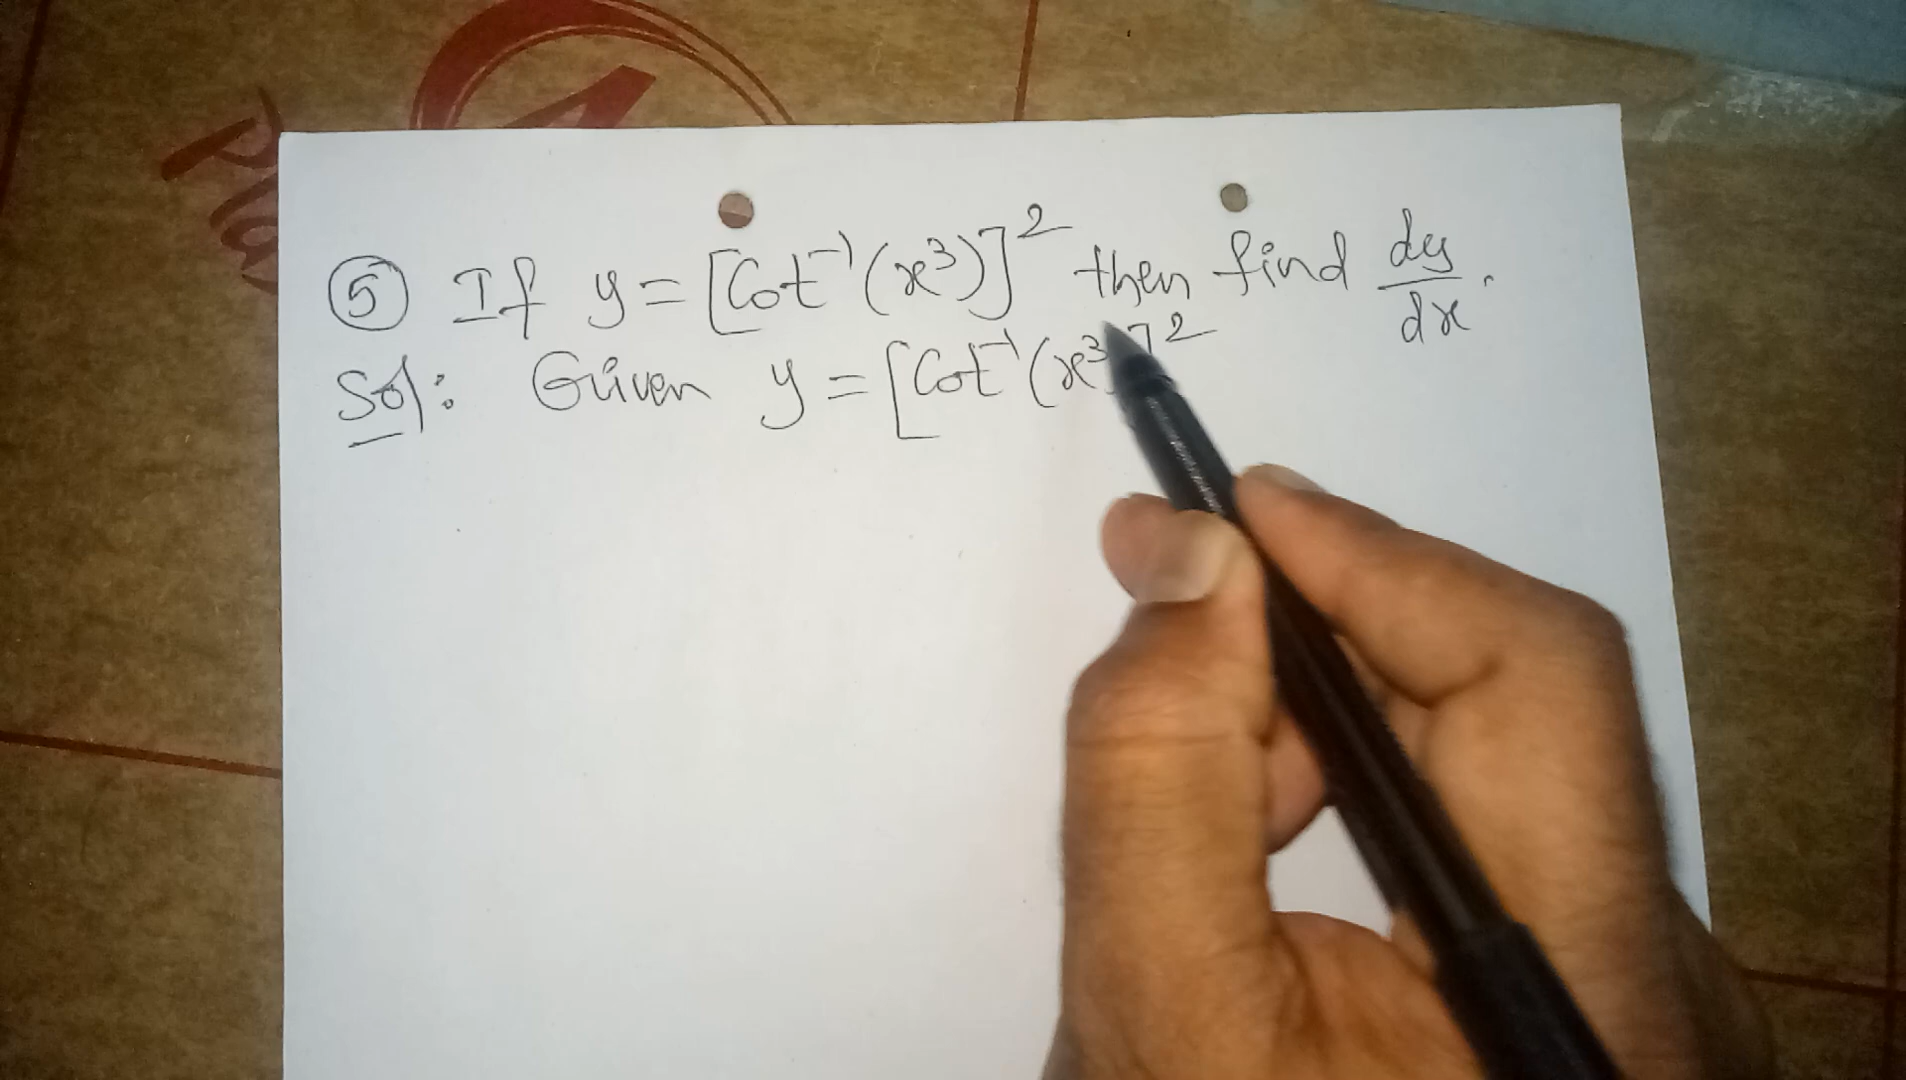 ⑤ If y = [Cot⁻¹(x³)]² then find dy/dx.
Sol: Given y = [Cot⁻¹(x³)]²